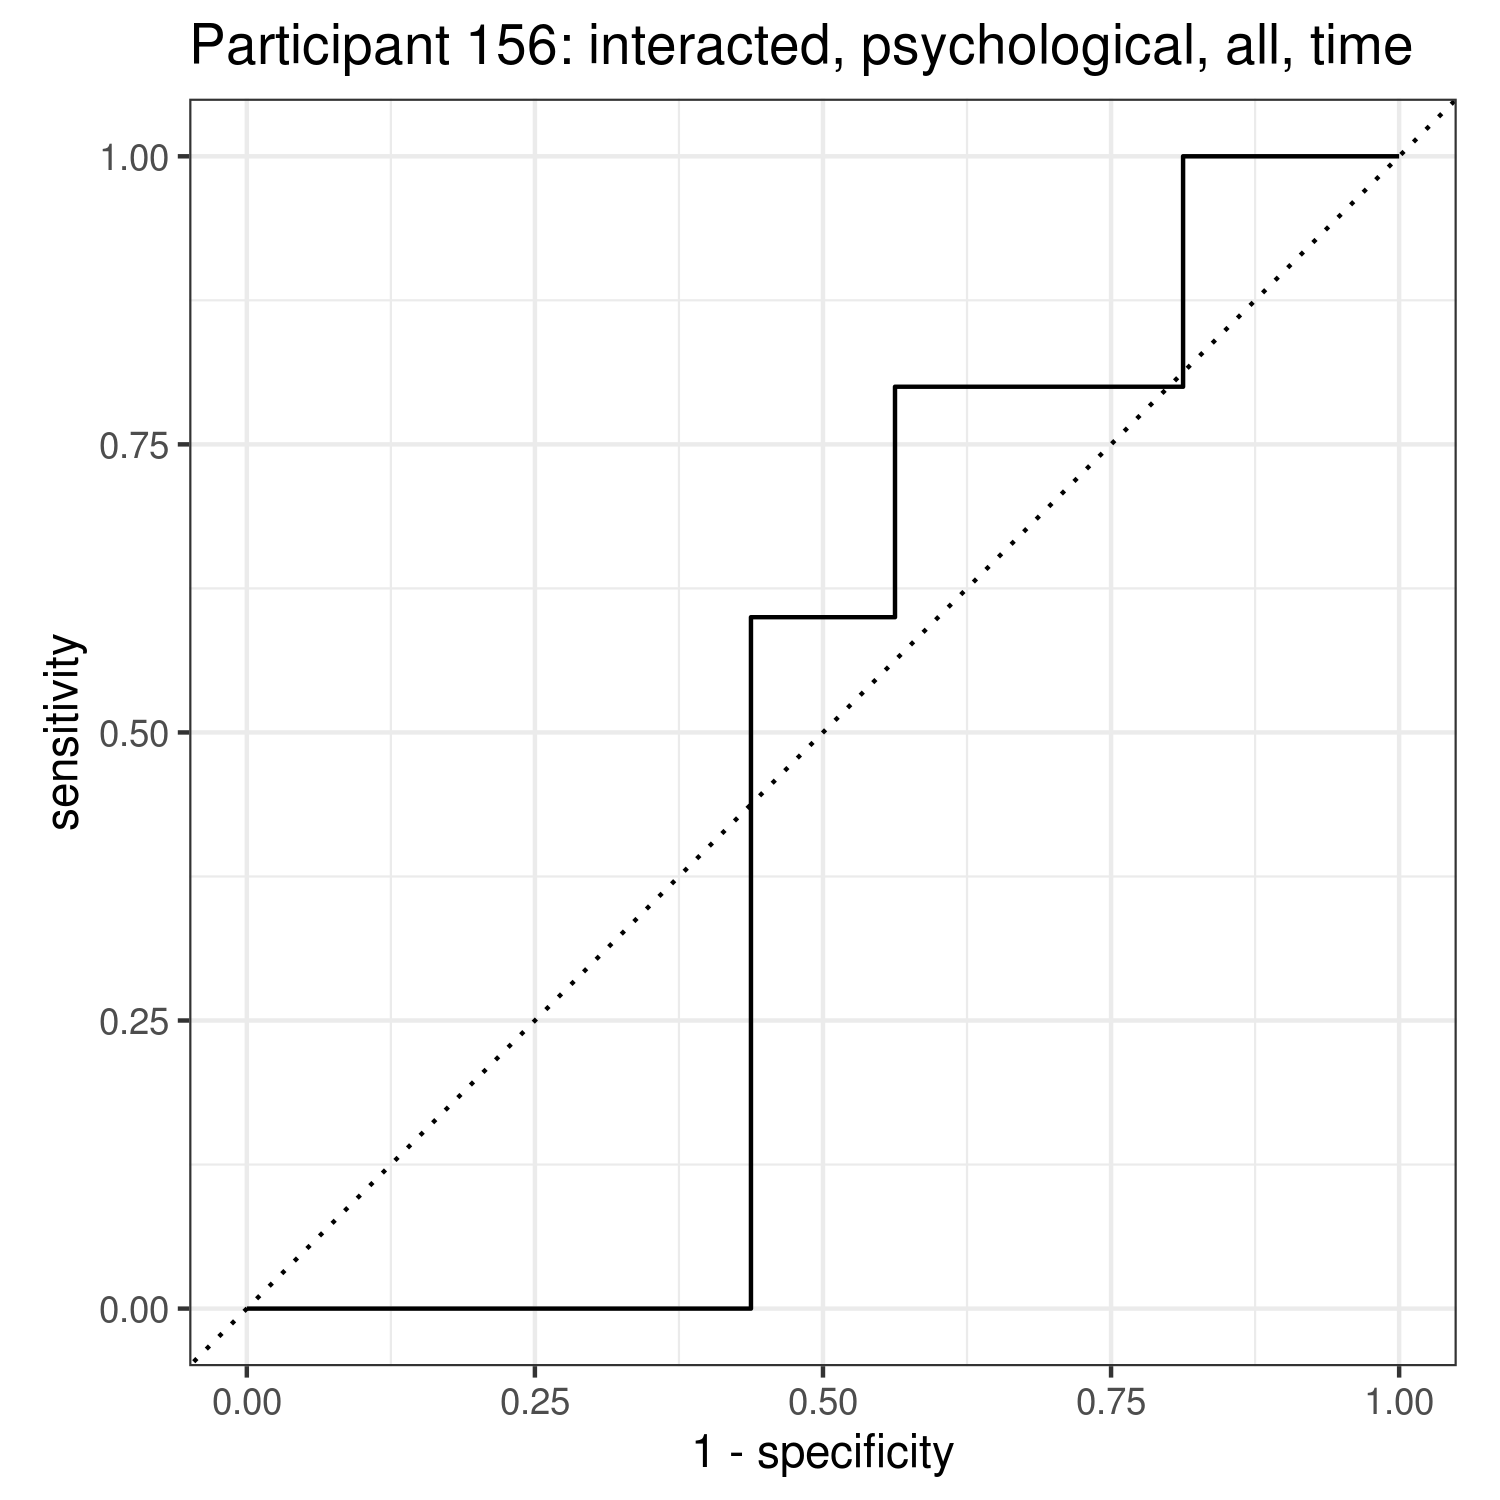 Participant 156: interacted, psychological, all, time
1.00
0.75
0.50
0.25
0.00
sensitivity
0.00 0.25 0.50 0.75 1.00
1 - specificity